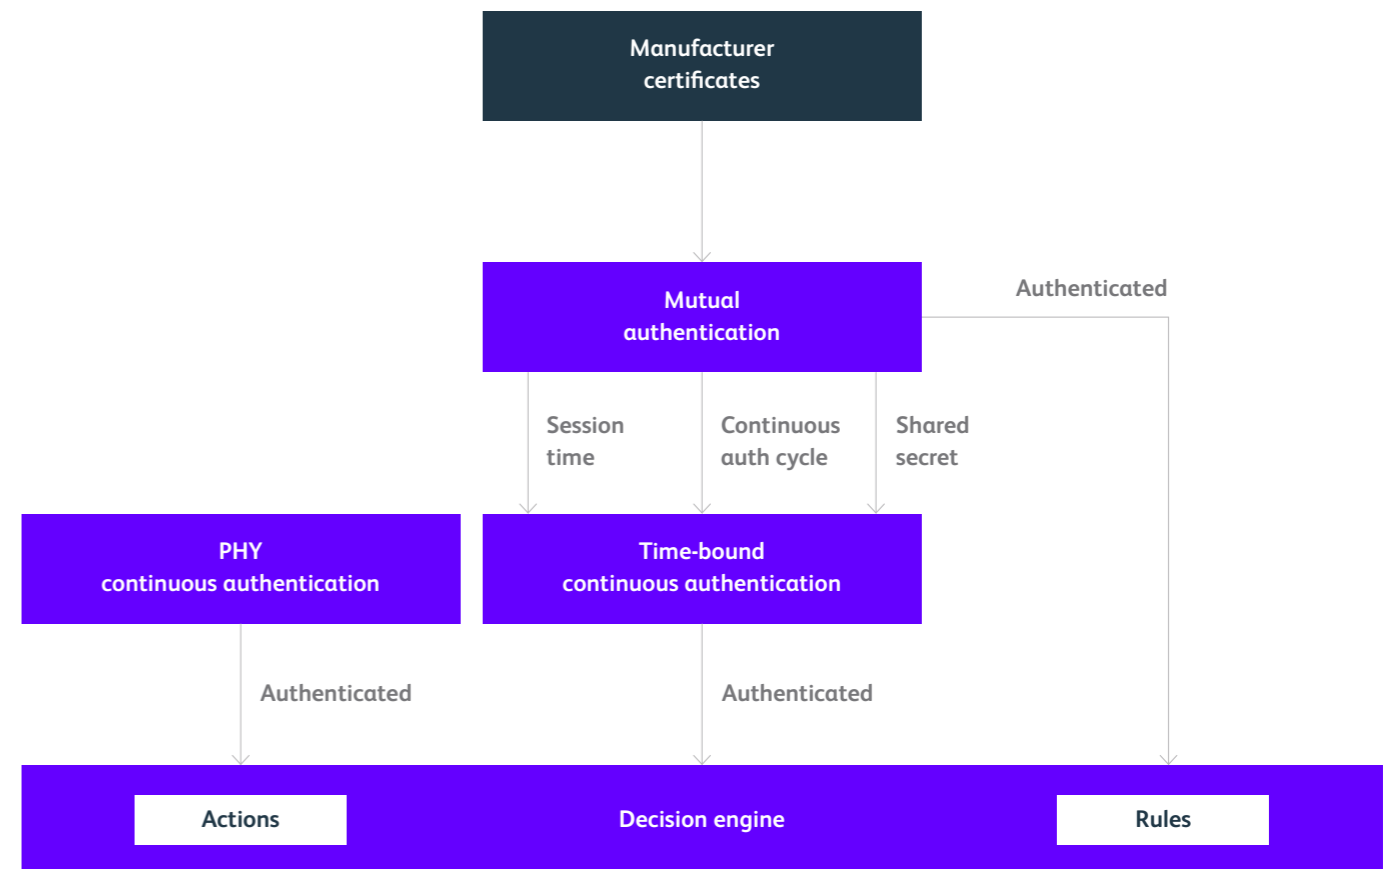 Manufacturer
certificates
Authenticated
Mutual
authentication
Session
time
Continuous
auth cycle
Shared
secret
PHY
continuous authentication
Time-bound
continuous authentication
Authenticated
Authenticated
Actions
Decision engine
Rules